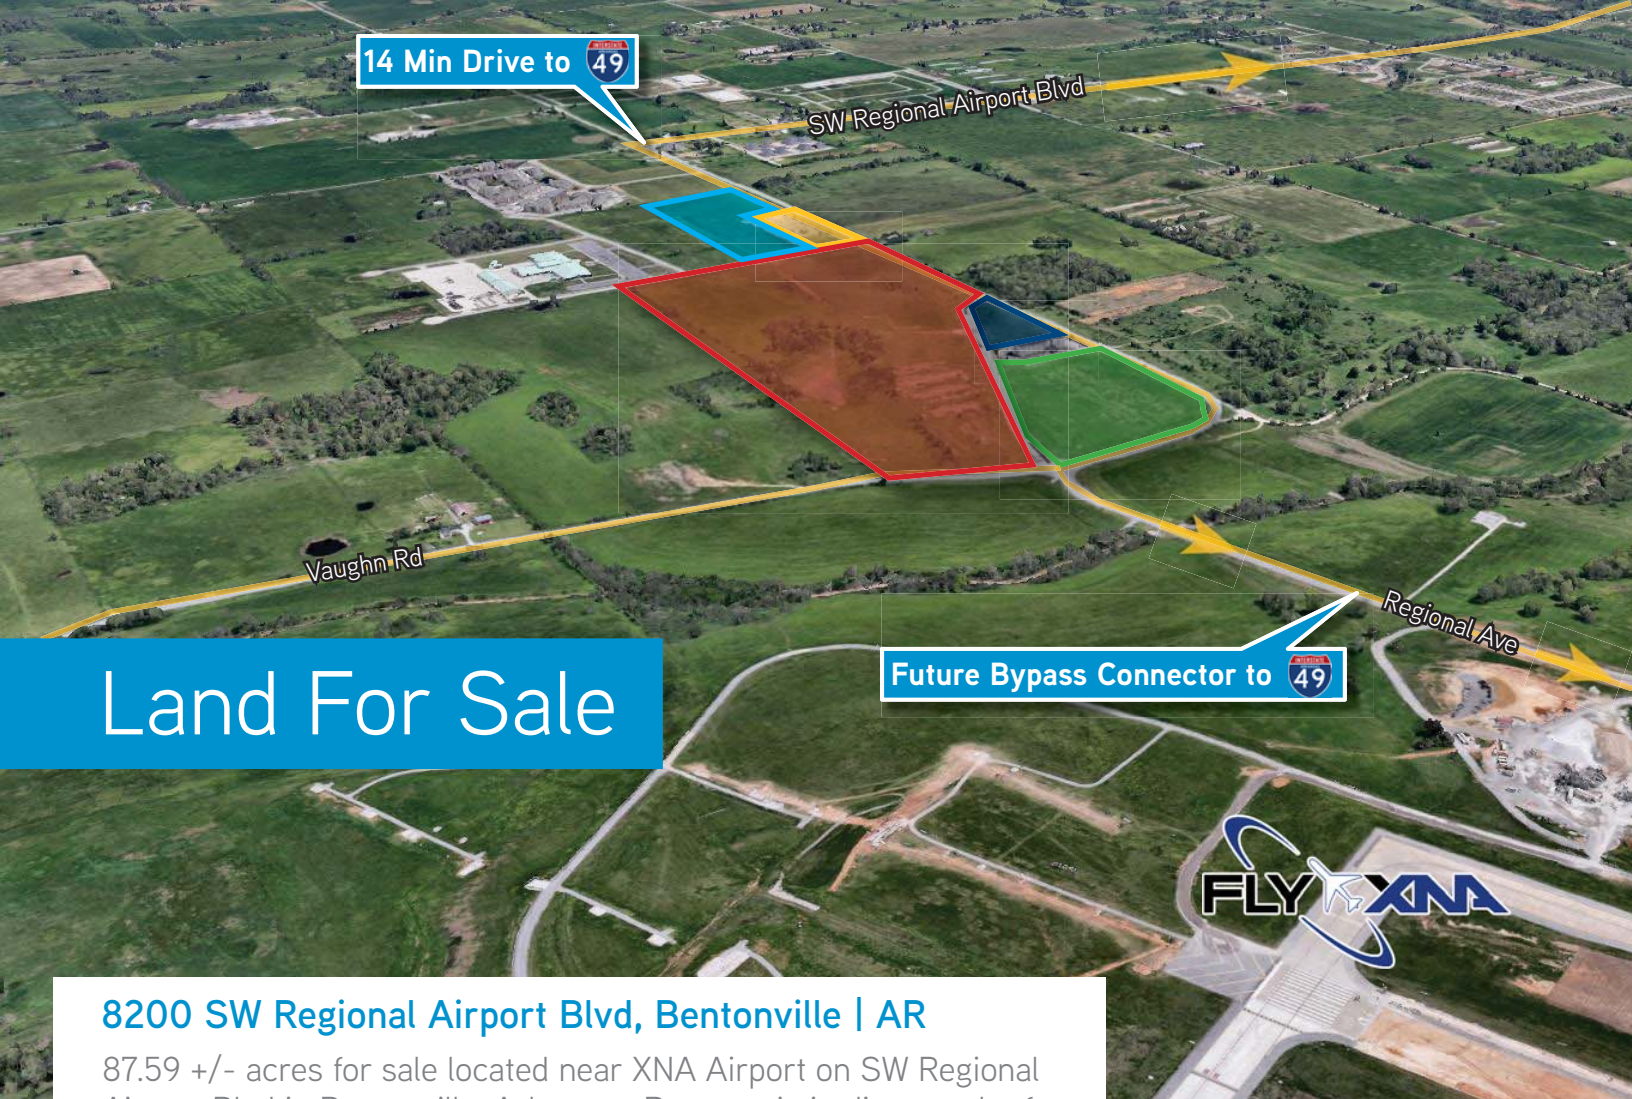 14 Min Drive to INTERSTATE 49
SW Regional Airport Blvd
Vaughn Rd
Regional Ave
Future Bypass Connector to INTERSTATE 49
Land For Sale
FLY XNA
8200 SW Regional Airport Blvd, Bentonville | AR
87.59 +/- acres for sale located near XNA Airport on SW Regional